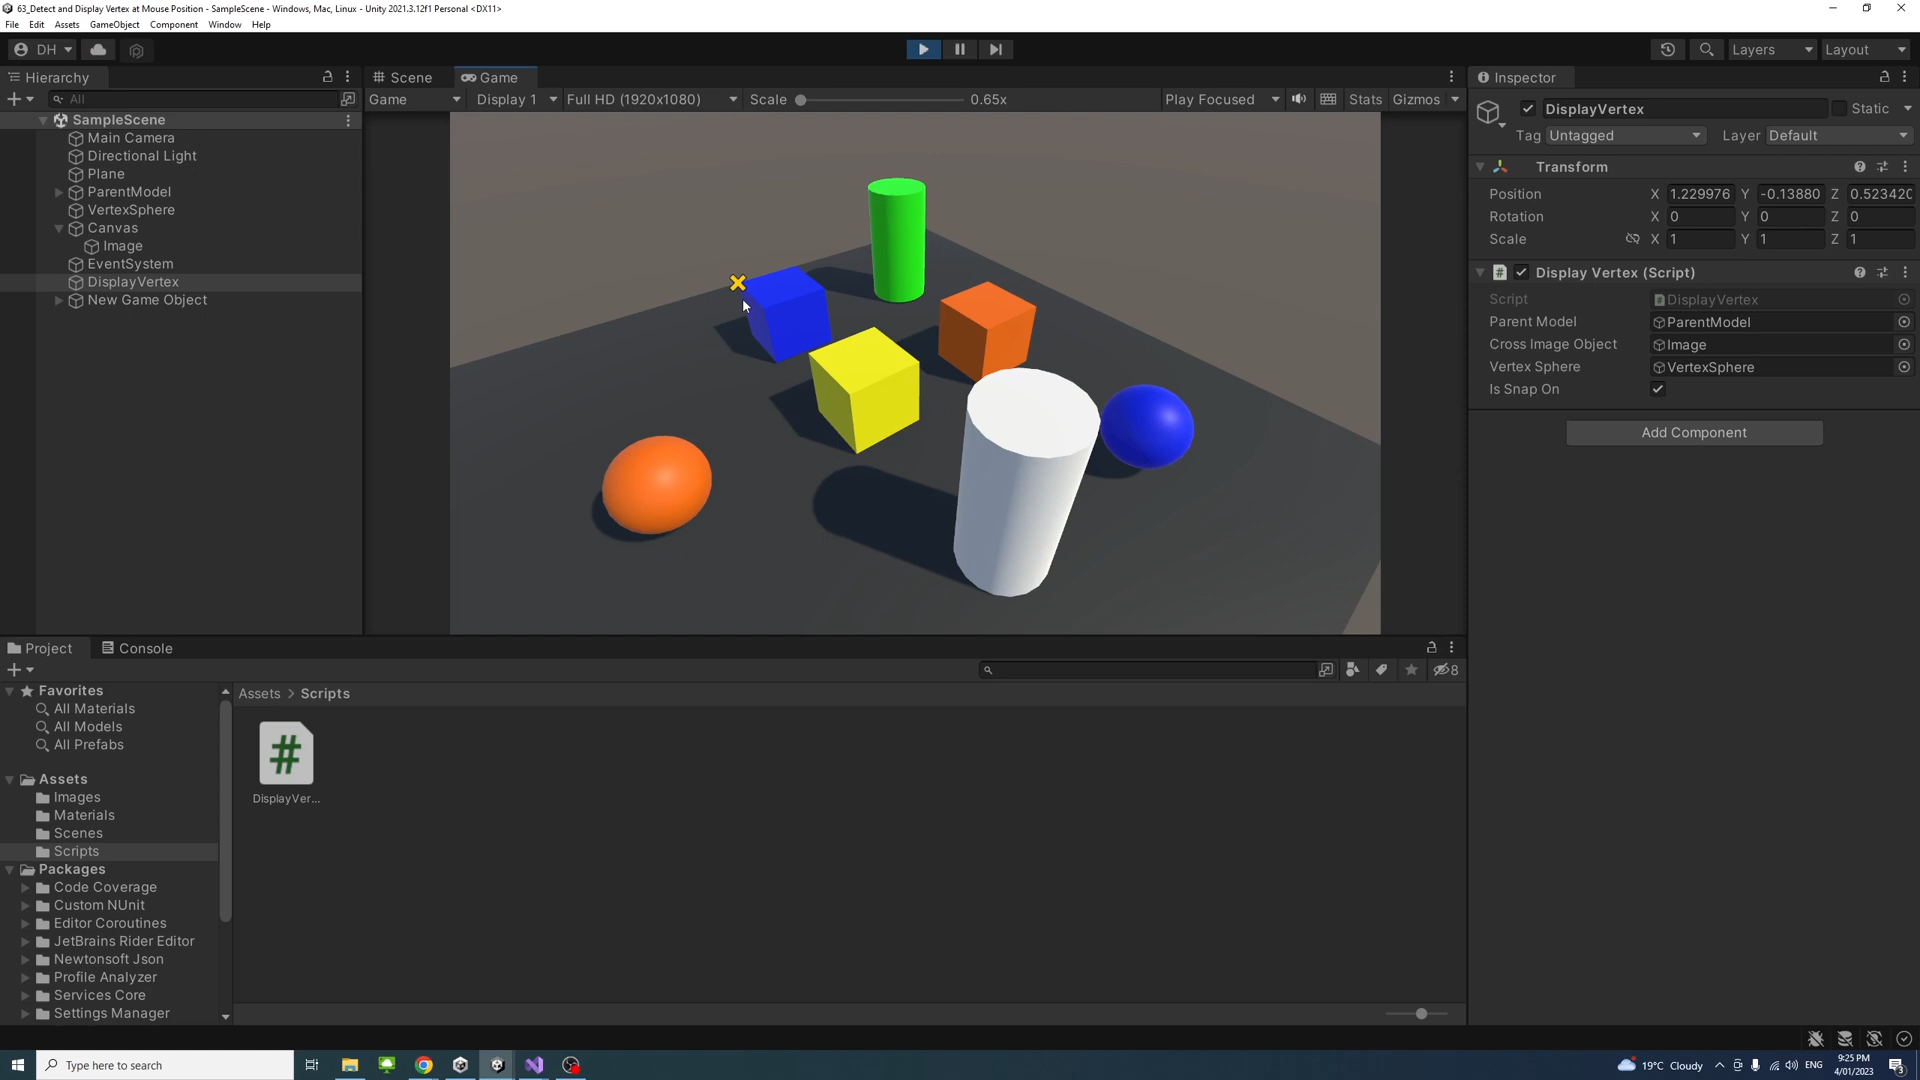 63_Detect and Display Vertex at Mouse Position - SampleScene - Windows, Mac, Linux - Unity 2021.3.12f1 Personal <DX11>
File Edit Assets GameObject Component Window Help
DH
Layers
Layout
Hierarchy
Scene
Game
Inspector
All
Game
Display 1
Full HD (1920x1080)
Scale
0.65x
Play Focused
Stats
Gizmos
SampleScene
Main Camera
Directional Light
Plane
ParentModel
VertexSphere
Canvas
Image
EventSystem
DisplayVertex
New Game Object
DisplayVertex
Static
Tag Untagged
Layer Default
Transform
Position X 1.229976 Y -0.13880 Z 0.52342
Rotation X 0 Y 0 Z 0
Scale X 1 Y 1 Z 1
# Display Vertex (Script)
Script DisplayVertex
Parent Model ParentModel
Cross Image Object Image
Vertex Sphere VertexSphere
Is Snap On
Add Component
Project
Console
8
Favorites
All Materials
All Models
All Prefabs
Assets
Images
Materials
Scenes
Scripts
Packages
Code Coverage
Custom NUnit
Editor Coroutines
JetBrains Rider Editor
Newtonsoft Json
Profile Analyzer
Services Core
Settings Manager
Assets > Scripts
#
DisplayVer...
Type here to search
19°C Cloudy
ENG
9:25 PM
4/01/2023
3